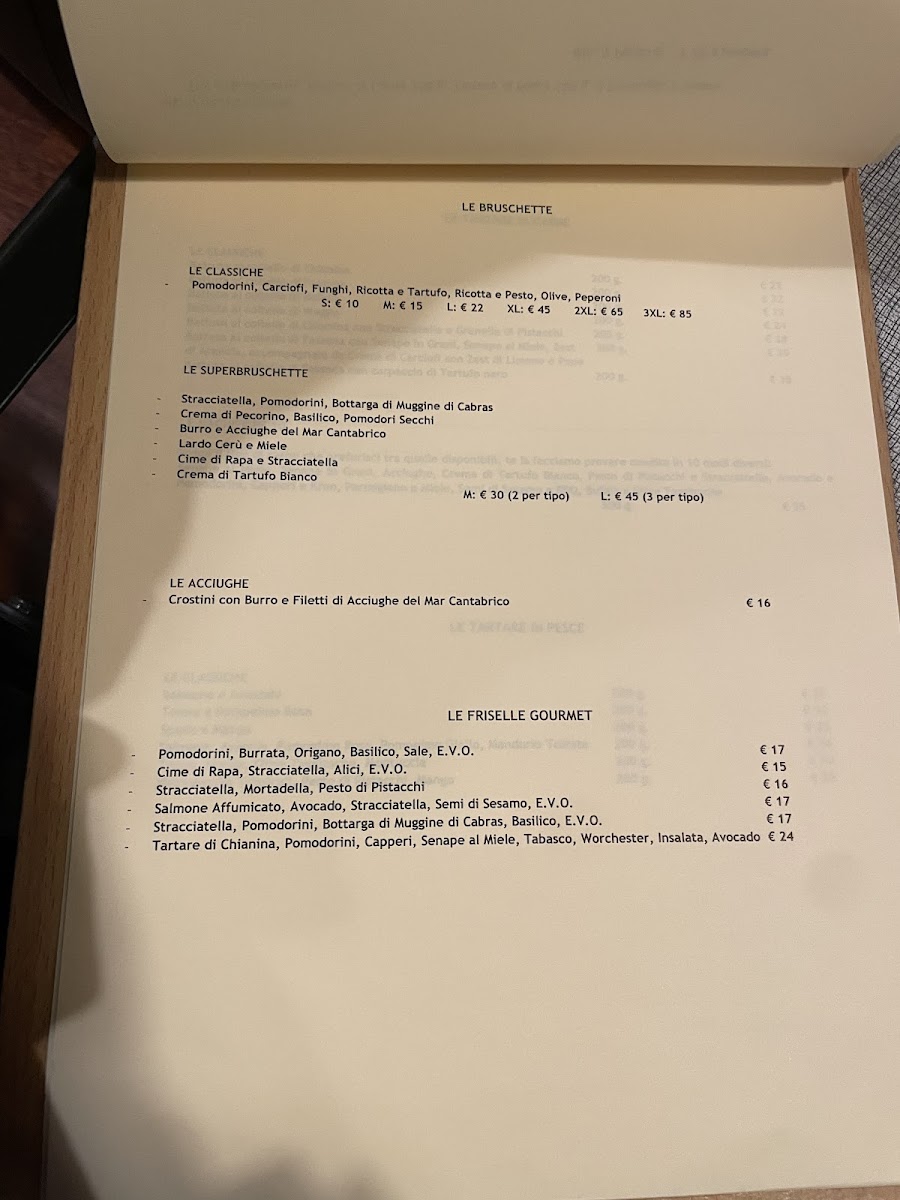 LE BRUSCHETTE
LE CLASSICHE
- Pomodorini, Carciofi, Funghi, Ricotta e Tartufo, Ricotta e Pesto, Olive, Peperoni
S: € 10 M: € 15 L: € 22 XL: € 45 2XL: € 65 3XL: € 85
LE SUPERBRUSCHETTE
- Stracciatella, Pomodorini, Bottarga di Muggine di Cabras
- Crema di Pecorino, Basilico, Pomodori Secchi
- Burro e Acciughe del Mar Cantabrico
- Lardo Cerù e Miele
- Cime di Rapa e Stracciatella
- Crema di Tartufo Bianco
M: € 30 (2 per tipo) L: € 45 (3 per tipo)
LE ACCIUGHE
- Crostini con Burro e Filetti di Acciughe del Mar Cantabrico € 16
LE TARTARE DI PESCE
LE CLASSICHE
LE FRISELLE GOURMET
- Pomodorini, Burrata, Origano, Basilico, Sale, E.V.O. € 17
- Cime di Rapa, Stracciatella, Alici, E.V.O. € 15
- Stracciatella, Mortadella, Pesto di Pistacchi € 16
- Salmone Affumicato, Avocado, Stracciatella, Semi di Sesamo, E.V.O. € 17
- Stracciatella, Pomodorini, Bottarga di Muggine di Cabras, Basilico, E.V.O. € 17
- Tartare di Chianina, Pomodorini, Capperi, Senape al Miele, Tabasco, Worchester, Insalata, Avocado € 24